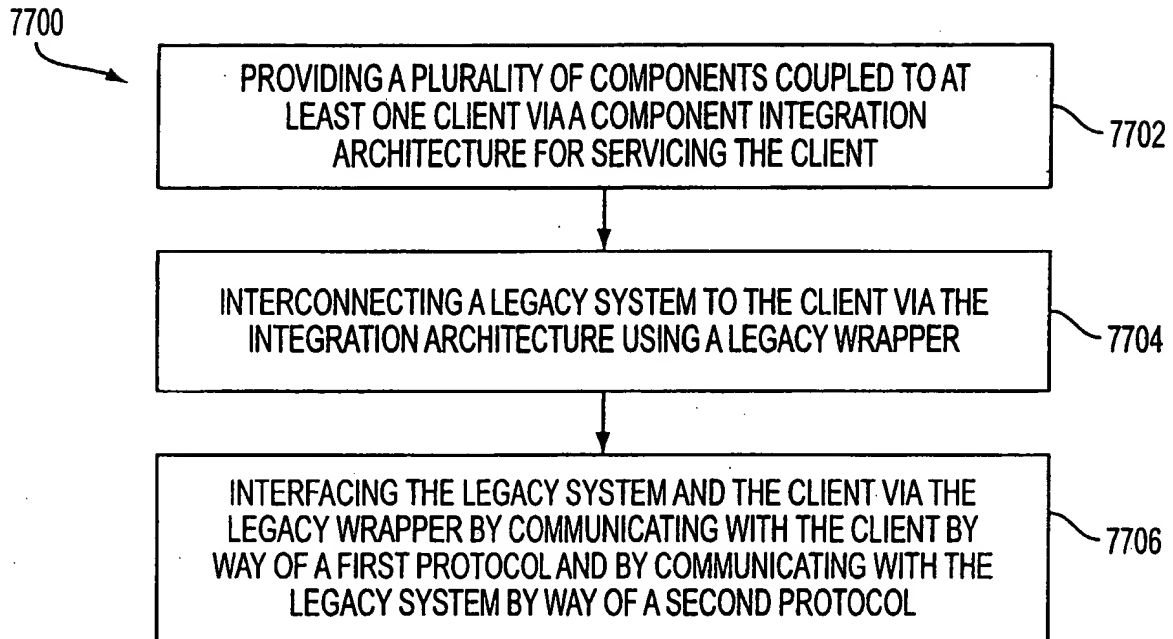 7700
PROVIDING A PLURALITY OF COMPONENTS COUPLED TO AT
LEAST ONE CLIENT VIA A COMPONENT INTEGRATION
ARCHITECTURE FOR SERVICING THE CLIENT
7702
INTERCONNECTING A LEGACY SYSTEM TO THE CLIENT VIA THE
INTEGRATION ARCHITECTURE USING A LEGACY WRAPPER
7704
INTERFACING THE LEGACY SYSTEM AND THE CLIENT VIA THE
LEGACY WRAPPER BY COMMUNICATING WITH THE CLIENT BY
WAY OF A FIRST PROTOCOL AND BY COMMUNICATING WITH THE
LEGACY SYSTEM BY WAY OF A SECOND PROTOCOL
7706